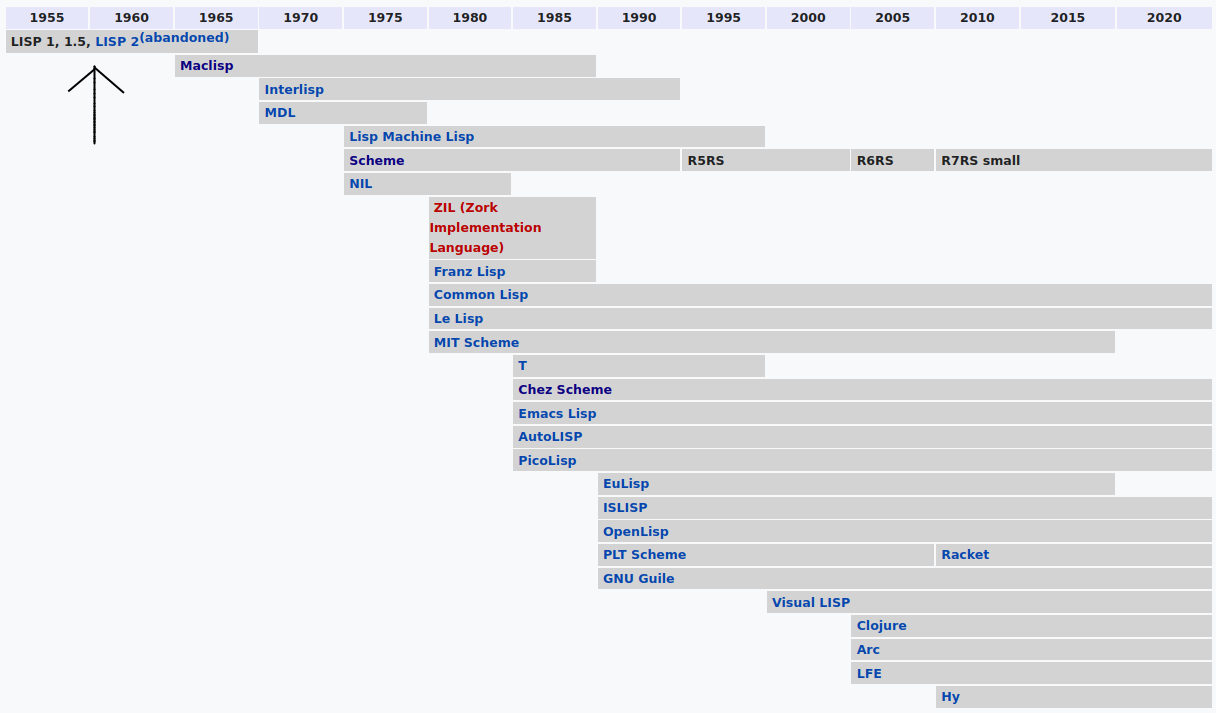 1955 1960 1965 1970 1975 1980 1985 1990 1995 2000 2005 2010 2015 2020
LISP 1, 1.5, LISP 2(abandoned)
Maclisp
Interlisp
MDL
Lisp Machine Lisp
Scheme R5RS R6RS R7RS small
NIL
ZIL (Zork
Implementation
Language)
Franz Lisp
Common Lisp
Le Lisp
MIT Scheme
T
Chez Scheme
Emacs Lisp
AutoLISP
PicoLisp
EuLisp
ISLISP
OpenLisp
PLT Scheme Racket
GNU Guile
Visual LISP
Clojure
Arc
LFE
Hy